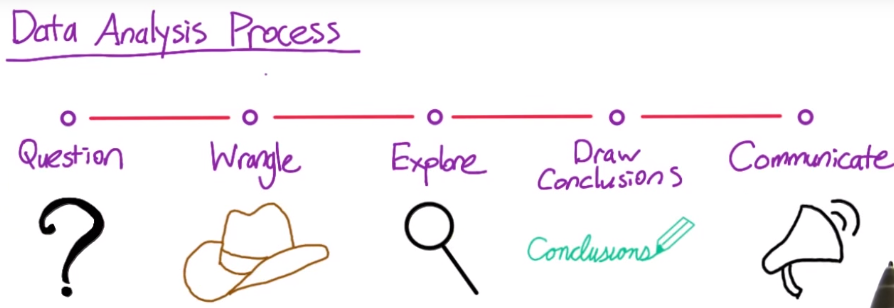 Data Analysis Process
Question
Wrangle
Explore
Draw
Conclusions
Communicate
Conclusions